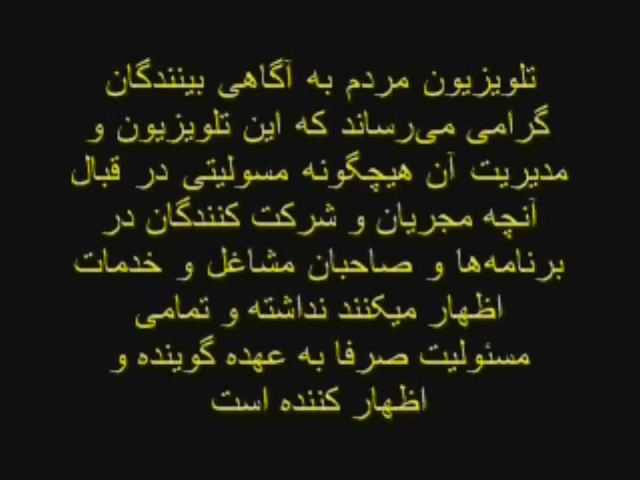 تلویزیون مردم به آگاهی بینندگان
گرامی می‌رساند که این تلویزیون و
مدیریت آن هیچگونه مسولیتی در قبال
آنچه مجریان و شرکت کنندگان در
برنامه‌ها و صاحبان مشاغل و خدمات
اظهار میکنند نداشته و تمامی
مسئولیت صرفا به عهده گوینده و
اظهار کننده است